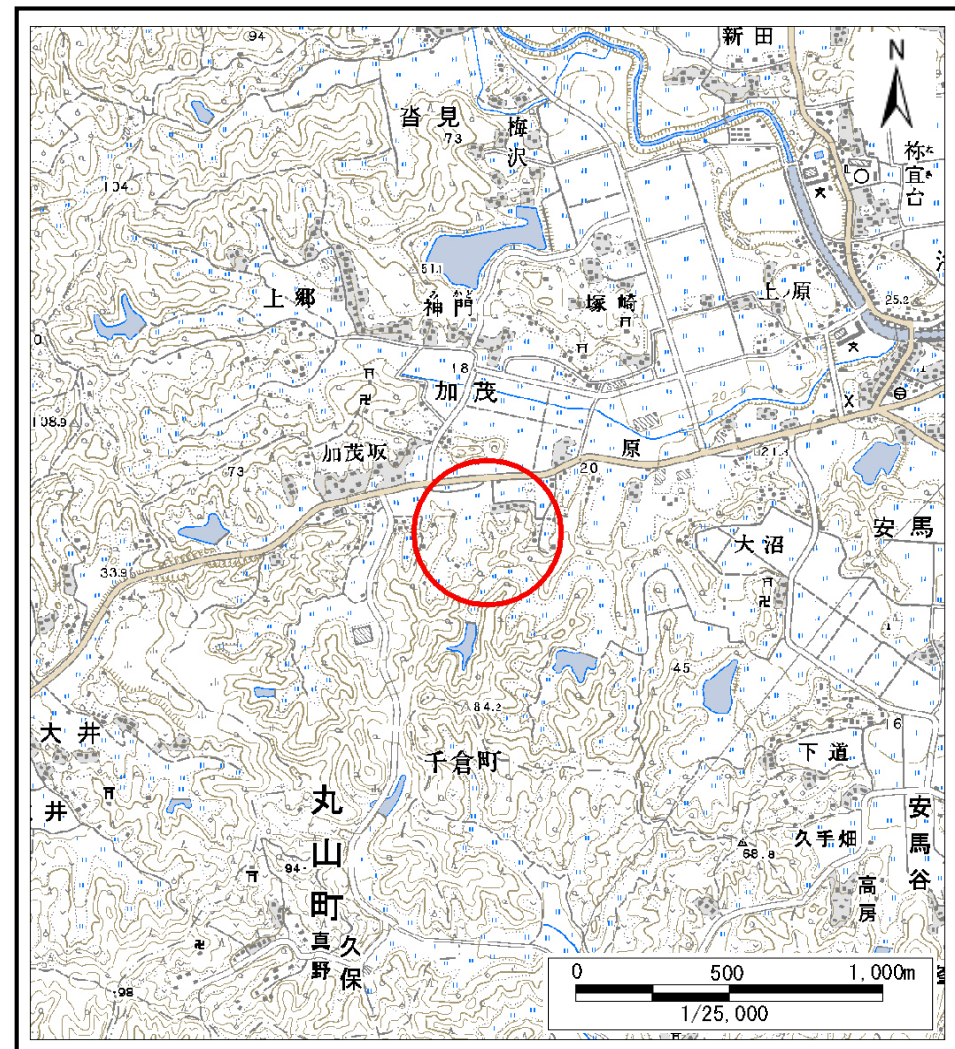 94
新田
N
沓見
73
梅沢
祢宜台
104
51.1
上郷
神門
塚崎
上ノ原
25.2
18
加茂
108.9
加茂坂
原
73
20
21.4
安馬
大沼
33.9
45
84.2
16
大井
千倉町
下道
井
丸山町
安馬谷
久手畑
68.8
94
高房
真野
久保
98
0 500 1,000m
1/25,000